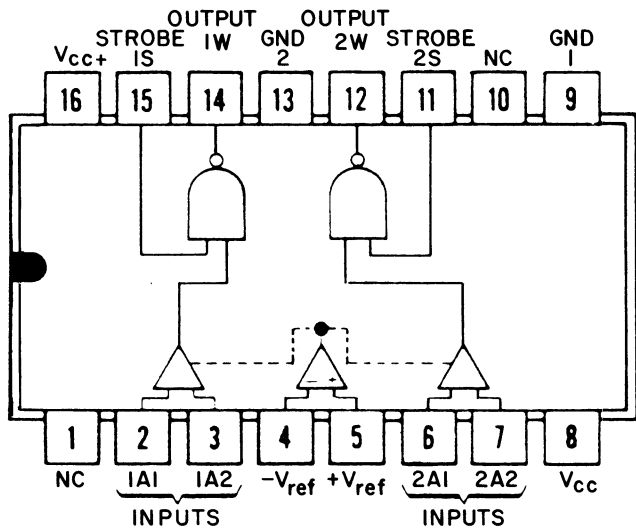 OUTPUT OUTPUT
STROBE 1W GND 2W STROBE GND
Vcc+ 1S 2 2S NC 1
16 15 14 13 12 11 10 9
- +
1 2 3 4 5 6 7 8
NC 1A1 1A2 -Vref +Vref 2A1 2A2 Vcc
INPUTS INPUTS